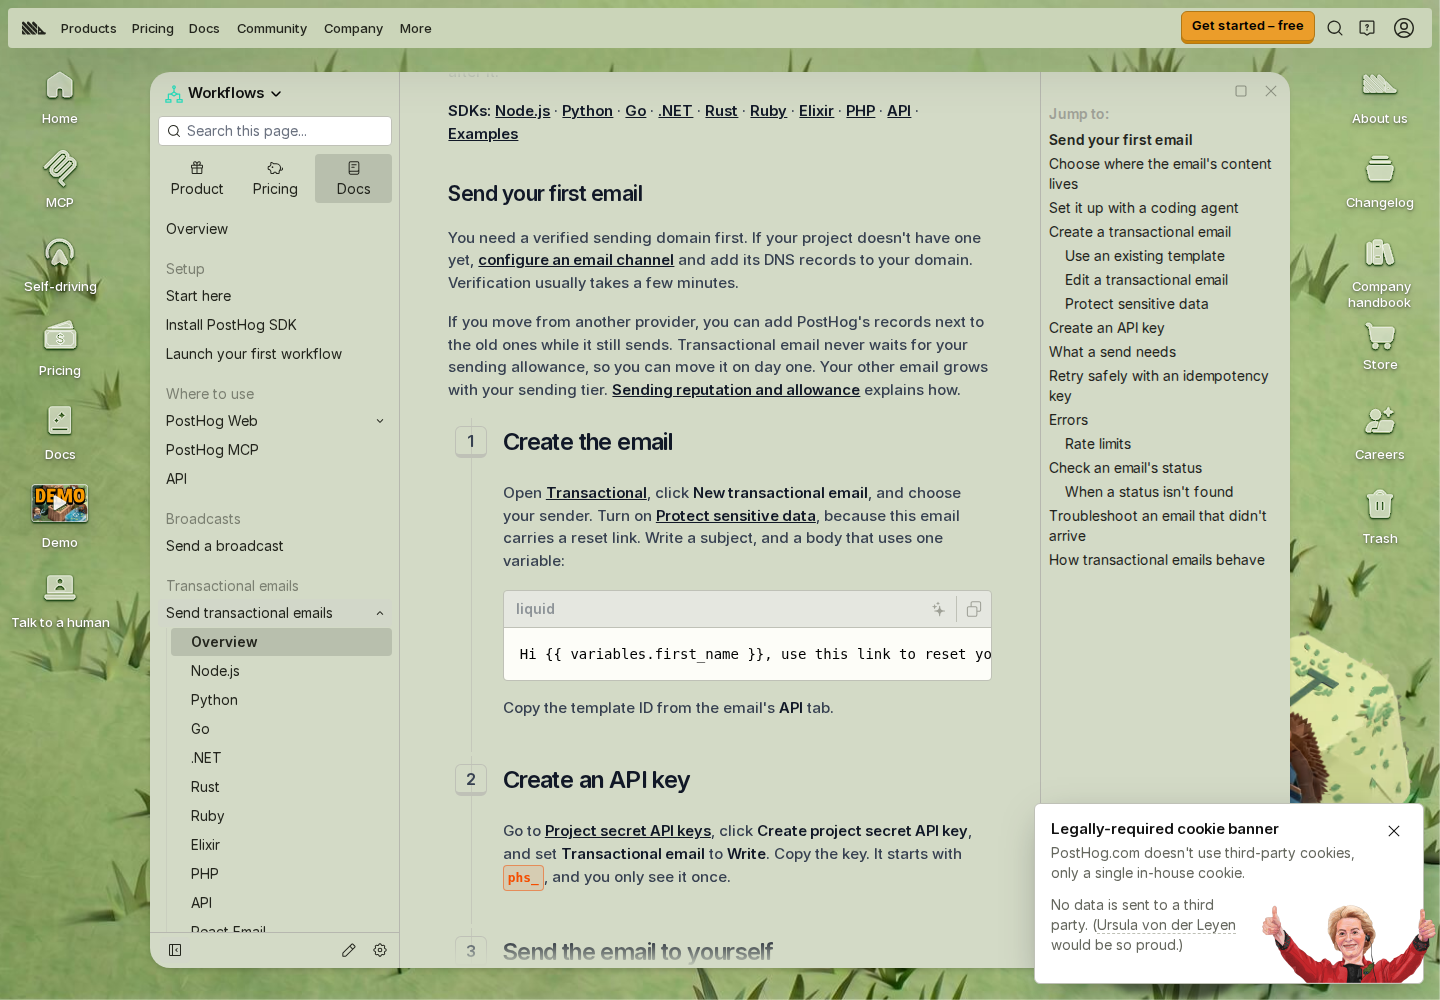 Products Pricing Docs Community Company More
Get started – free
Home
MCP
Self-driving
Pricing
Docs
DEMO
Demo
Talk to a human
Workflows
Search this page...
Product Pricing Docs
Overview
Setup
Start here
Install PostHog SDK
Launch your first workflow
Where to use
PostHog Web
PostHog MCP
API
Broadcasts
Send a broadcast
Transactional emails
Send transactional emails
Overview
Node.js
Python
Go
.NET
Rust
Ruby
Elixir
PHP
API
React Email
after it.
SDKs: Node.js · Python · Go · .NET · Rust · Ruby · Elixir · PHP · API ·
Examples
Send your first email
You need a verified sending domain first. If your project doesn't have one
yet, configure an email channel and add its DNS records to your domain.
Verification usually takes a few minutes.
If you move from another provider, you can add PostHog's records next to
the old ones while it still sends. Transactional email never waits for your
sending allowance, so you can move it on day one. Your other email grows
with your sending tier. Sending reputation and allowance explains how.
1 Create the email
Open Transactional, click New transactional email, and choose
your sender. Turn on Protect sensitive data, because this email
carries a reset link. Write a subject, and a body that uses one
variable:
liquid
Hi {{ variables.first_name }}, use this link to reset yo
Copy the template ID from the email's API tab.
2 Create an API key
Go to Project secret API keys, click Create project secret API key,
and set Transactional email to Write. Copy the key. It starts with
phs_, and you only see it once.
3 Send the email to yourself
Jump to:
Send your first email
Choose where the email's content
lives
Set it up with a coding agent
Create a transactional email
Use an existing template
Edit a transactional email
Protect sensitive data
Create an API key
What a send needs
Retry safely with an idempotency
key
Errors
Rate limits
Check an email's status
When a status isn't found
Troubleshoot an email that didn't
arrive
How transactional emails behave
About us
Changelog
Company
handbook
Store
Careers
Trash
Legally-required cookie banner
PostHog.com doesn't use third-party cookies,
only a single in-house cookie.
No data is sent to a third
party. (Ursula von der Leyen
would be so proud.)